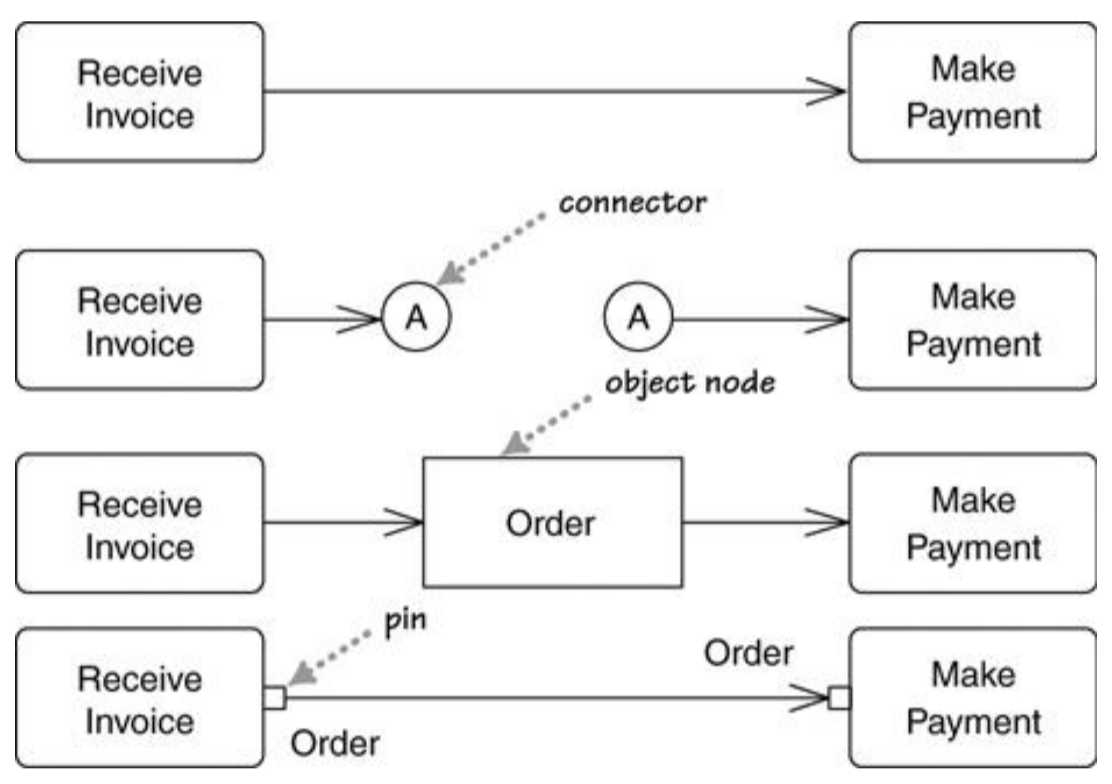 Receive
Invoice
Make
Payment
connector
Receive
Invoice
A
A
Make
Payment
object node
Receive
Invoice
Order
Make
Payment
pin
Receive
Invoice
Order
Order
Make
Payment